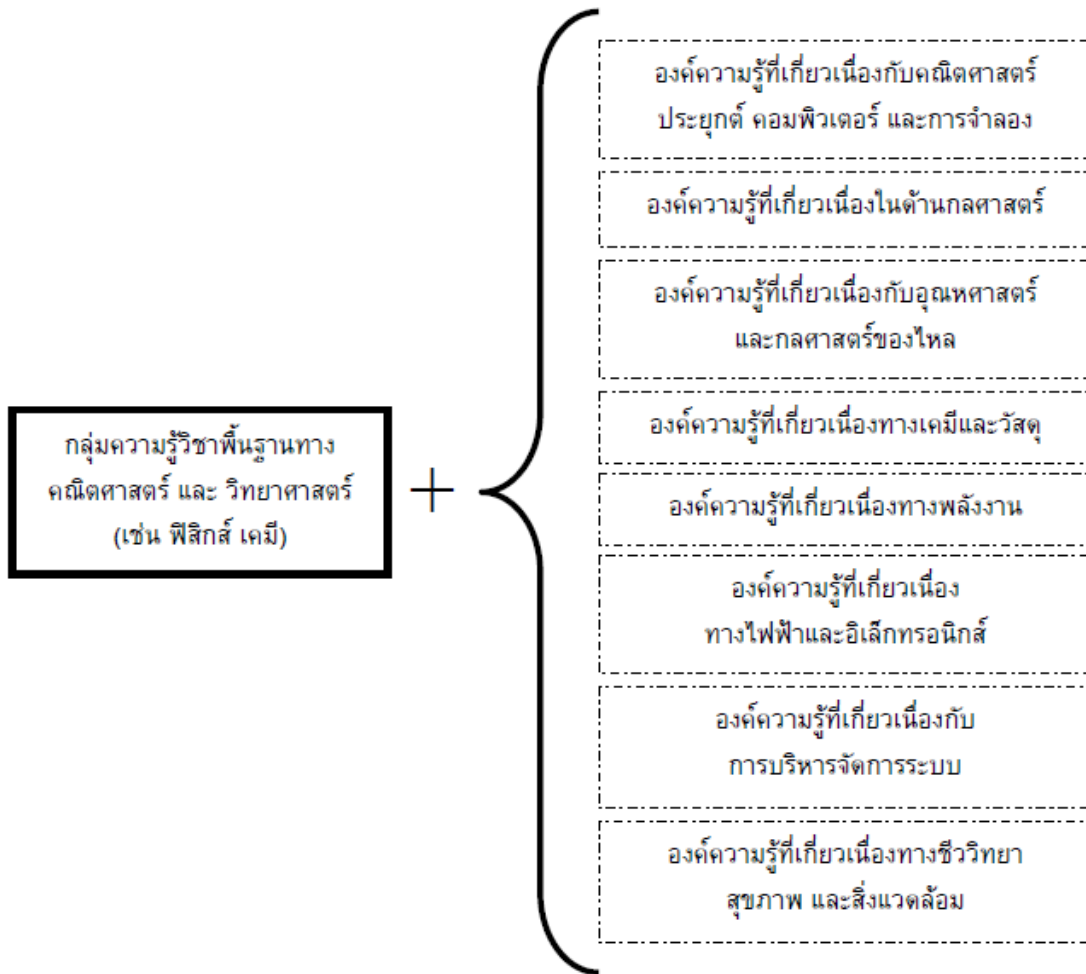 องค์ความรู้ที่เกี่ยวเนื่องกับคณิตศาสตร์
ประยุกต์ คอมพิวเตอร์ และการจำลอง
องค์ความรู้ที่เกี่ยวเนื่องในด้านกลศาสตร์
องค์ความรู้ที่เกี่ยวเนื่องกับอุณหศาสตร์
และกลศาสตร์ของไหล
กลุ่มความรู้วิชาพื้นฐานทาง
คณิตศาสตร์ และ วิทยาศาสตร์
(เช่น ฟิสิกส์ เคมี)
+
องค์ความรู้ที่เกี่ยวเนื่องทางเคมีและวัสดุ
องค์ความรู้ที่เกี่ยวเนื่องทางพลังงาน
องค์ความรู้ที่เกี่ยวเนื่อง
ทางไฟฟ้าและอิเล็กทรอนิกส์
องค์ความรู้ที่เกี่ยวเนื่องกับ
การบริหารจัดการระบบ
องค์ความรู้ที่เกี่ยวเนื่องทางชีววิทยา
สุขภาพ และสิ่งแวดล้อม